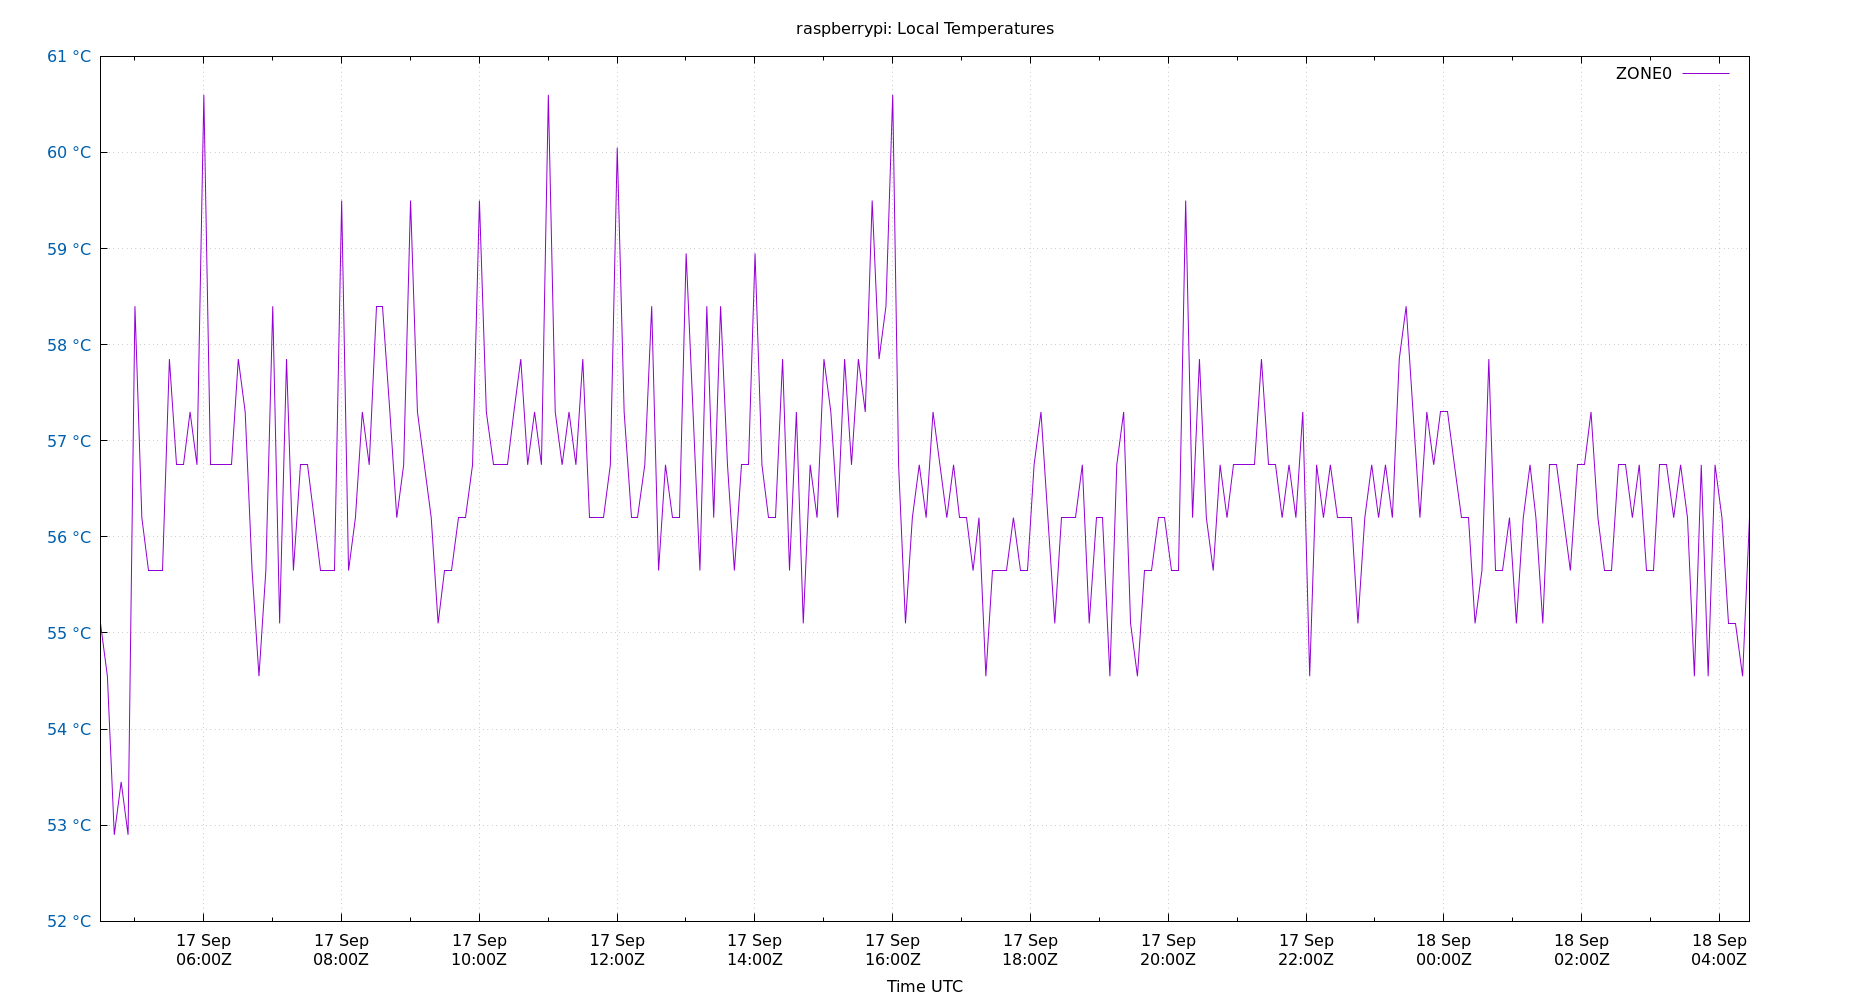 raspberrypi: Local Temperatures
61 °C
ZONE0
60 °C
59 °C
58 °C
57 °C
56 °C
55 °C
54 °C
53 °C
52 °C
17 Sep 17 Sep 17 Sep 17 Sep 17 Sep 17 Sep 17 Sep 17 Sep 17 Sep 18 Sep 18 Sep 18 Sep
06:00Z 08:00Z 10:00Z 12:00Z 14:00Z 16:00Z 18:00Z 20:00Z 22:00Z 00:00Z 02:00Z 04:00Z
Time UTC